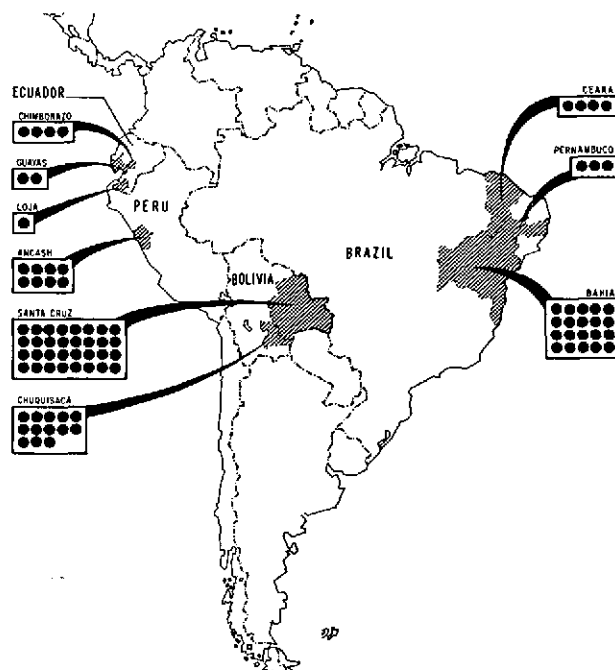 ECUADOR
CHIMBORAZO
GUAYAS
LOJA
PERU
ANCASH
BOLIVIA
SANTA CRUZ
CHUQUISACA
BRAZIL
CEARA
PERNAMBUCO
BAHIA